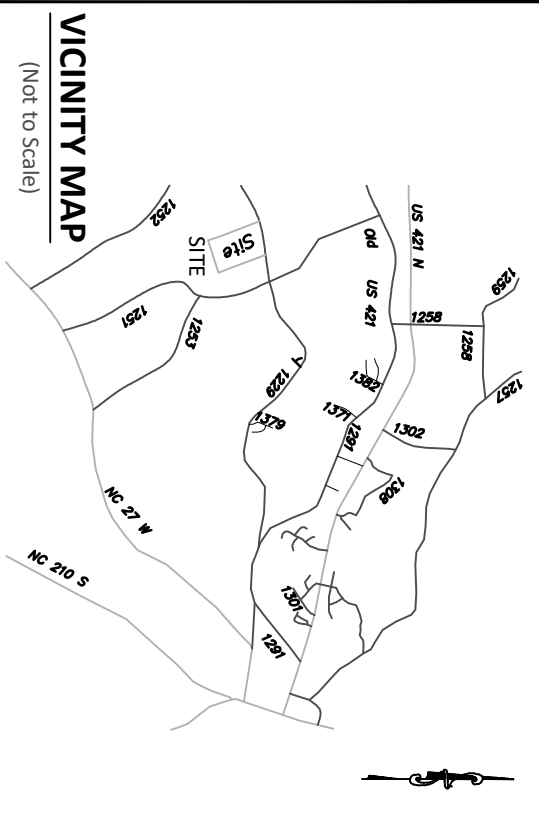 VICINITY MAP
(Not to Scale)
1252
Site
SITE
1251
1253
US 421 N
Old US 421
1259
1258
1258
1257
1382
1229
1371
1379
1291
1302
1308
NC 27 W
NC 210 S
1301
1291